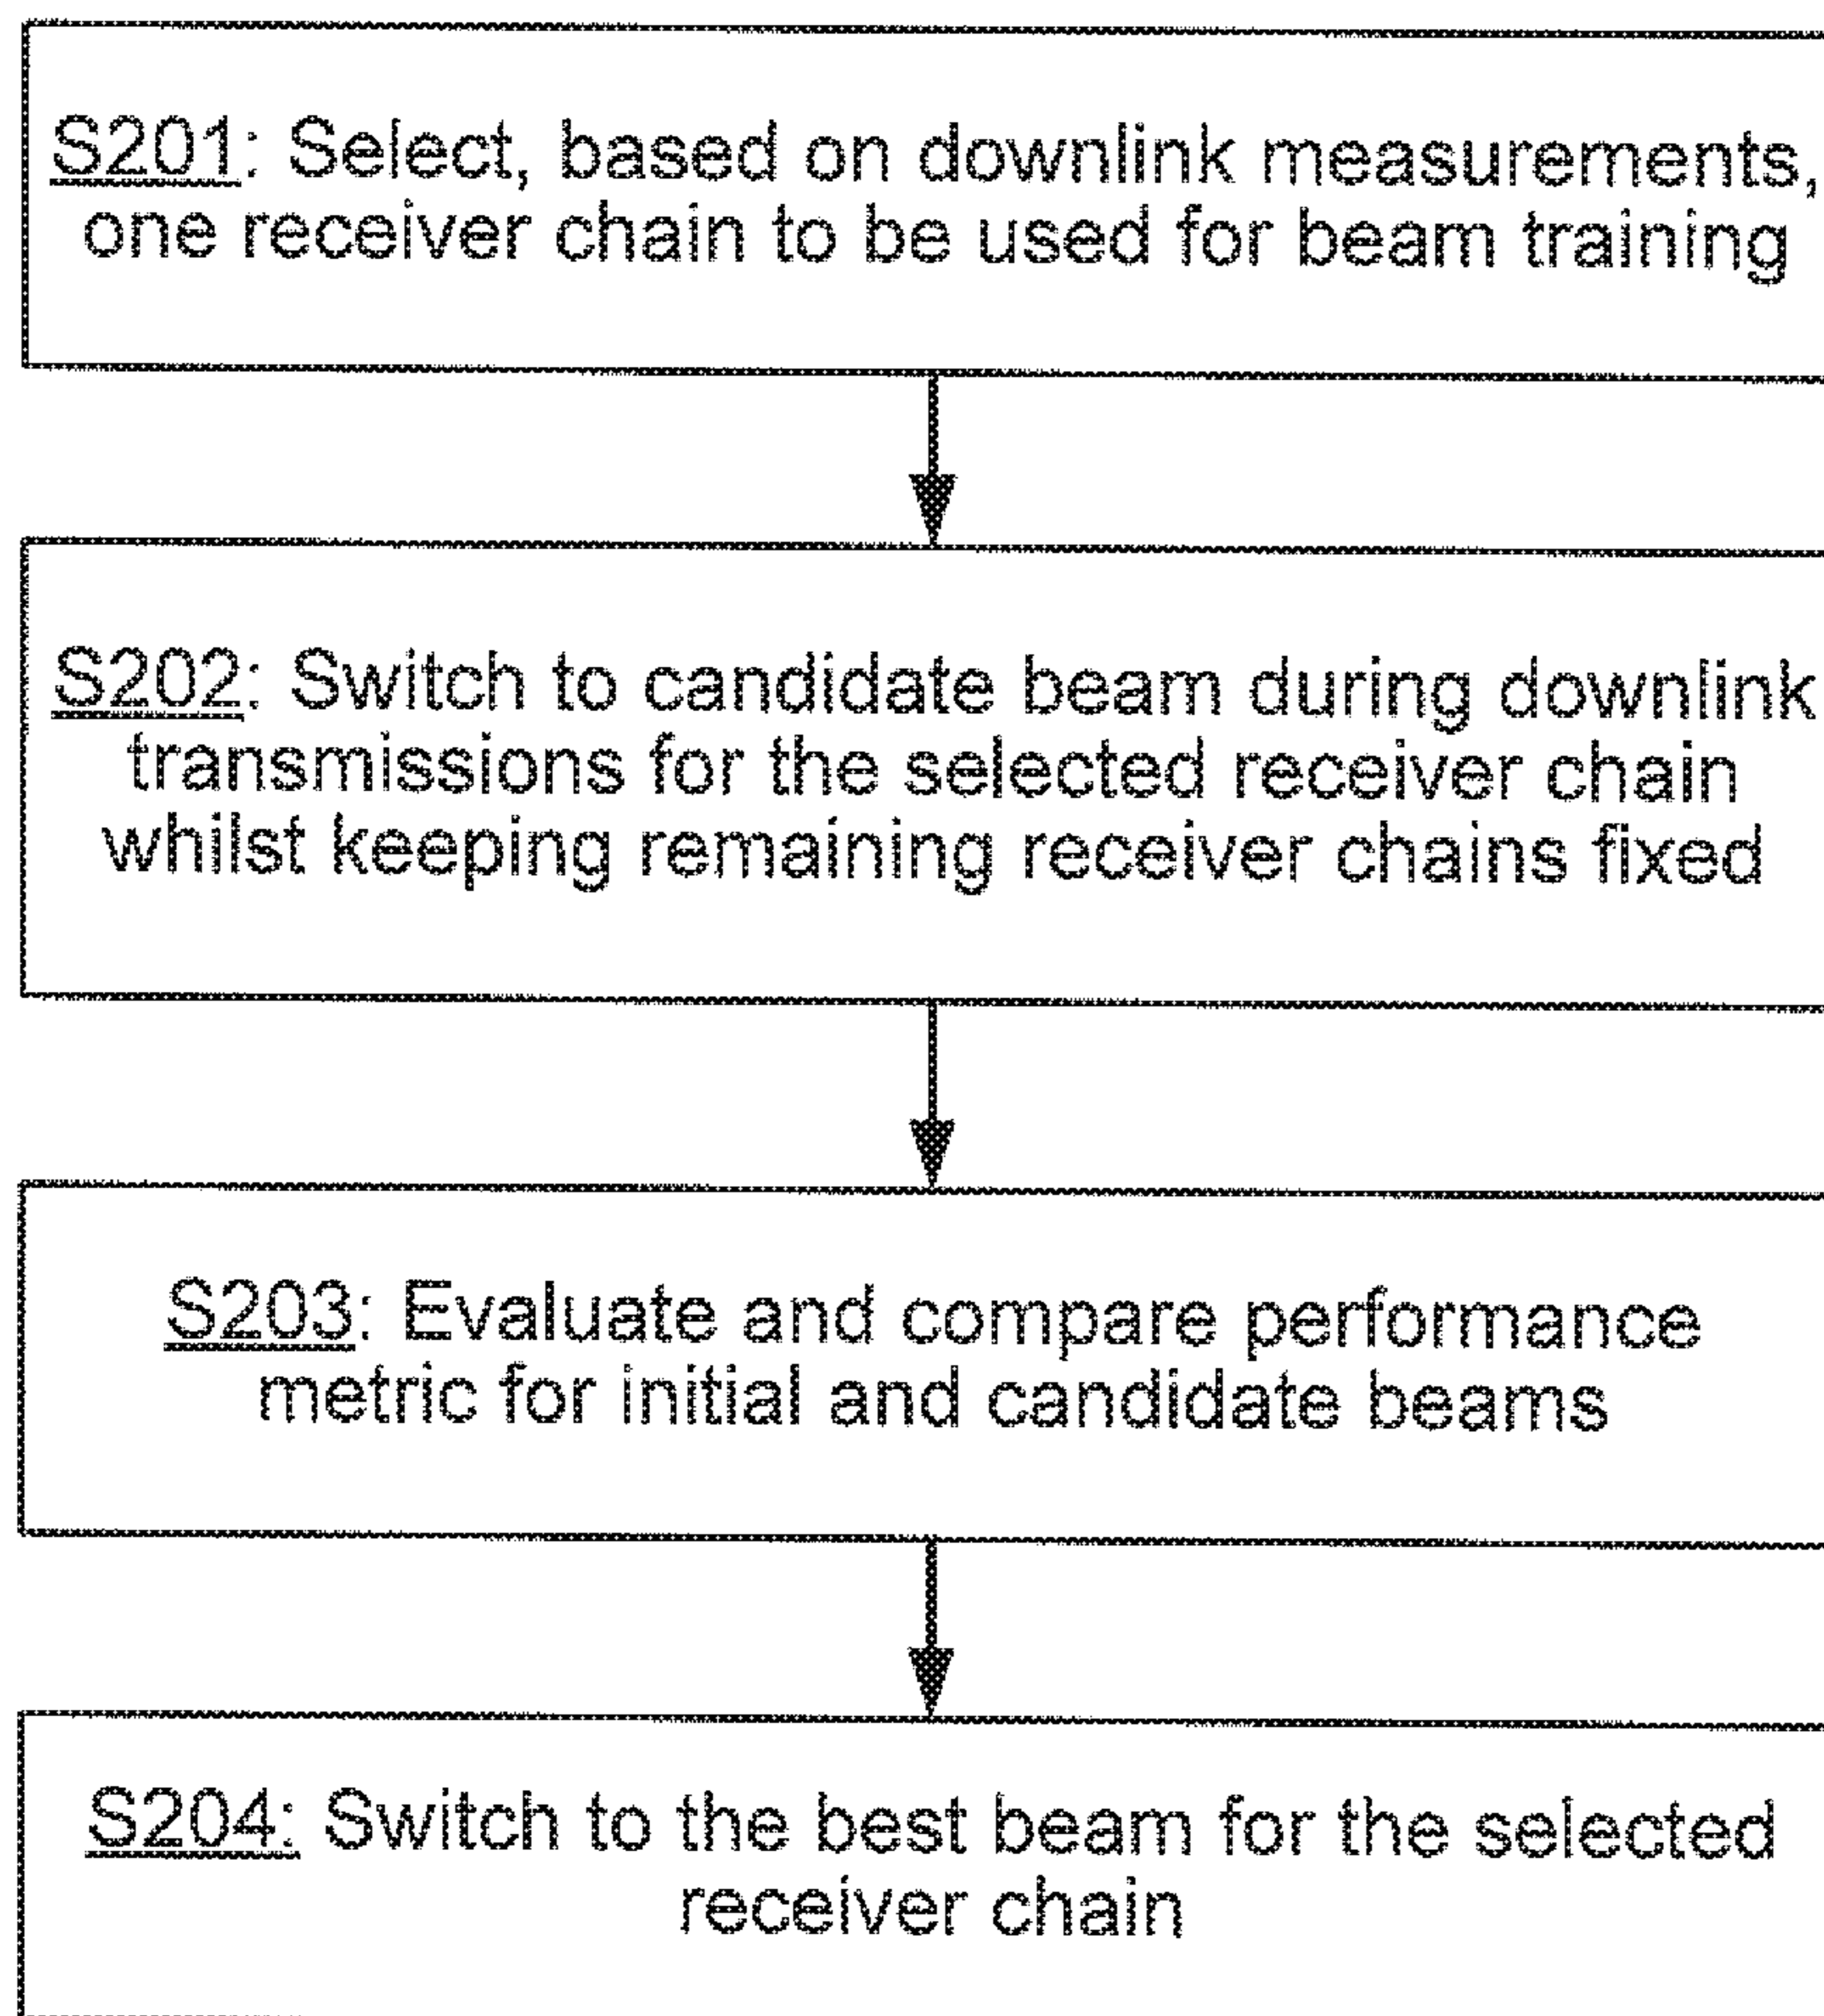 S201: Select, based on downlink measurements,
one receiver chain to be used for beam training
S202: Switch to candidate beam during downlink
transmissions for the selected receiver chain
whilst keeping remaining receiver chains fixed
S203: Evaluate and compare performance
metric for initial and candidate beams
S204: Switch to the best beam for the selected
receiver chain